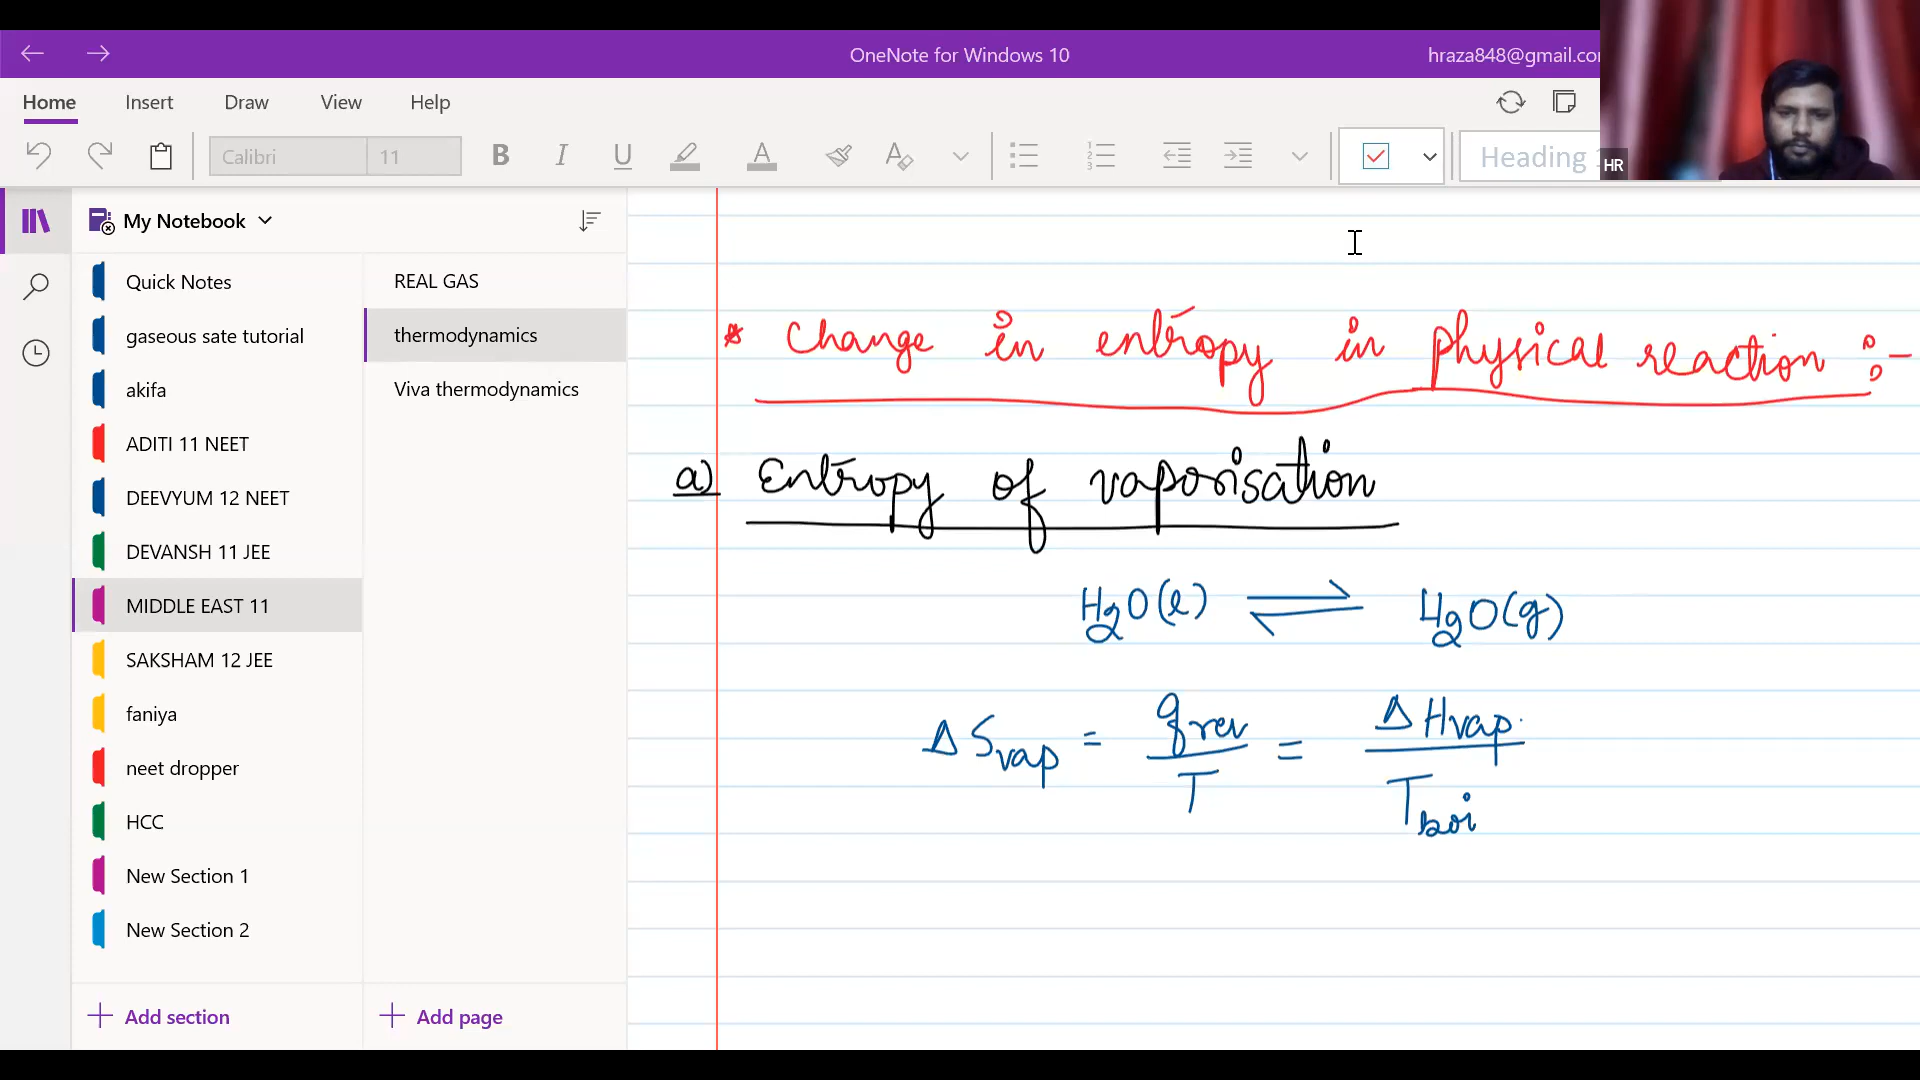 OneNote for Windows 10
hraza848@gmail.co
Home Insert Draw View Help
Calibri 11 B I U A A Heading
HR
My Notebook
Quick Notes
gaseous sate tutorial
akifa
ADITI 11 NEET
DEEVYUM 12 NEET
DEVANSH 11 JEE
MIDDLE EAST 11
SAKSHAM 12 JEE
faniya
neet dropper
HCC
New Section 1
New Section 2
Add section
REAL GAS
thermodynamics
Viva thermodynamics
Add page
* Change in entropy in physical reaction :-
a) Entropy of vaporisation
H2O(l) ⇌ H2O(g)
ΔSvap = qrev/T = ΔHvap./Tboi